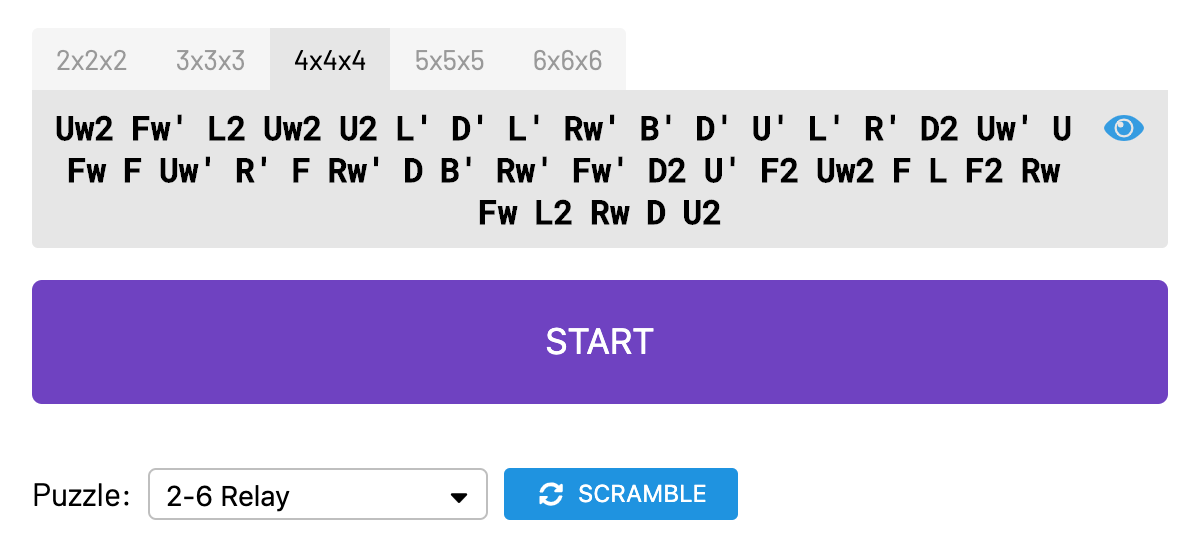 2x2x2 3x3x3 4x4x4 5x5x5 6x6x6
Uw2 Fw' L2 Uw2 U2 L' D' L' Rw' B' D' U' L' R' D2 Uw' U
Fw F Uw' R' F Rw' D B' Rw' Fw' D2 U' F2 Uw2 F L F2 Rw
Fw L2 Rw D U2
START
Puzzle: 2-6 Relay SCRAMBLE